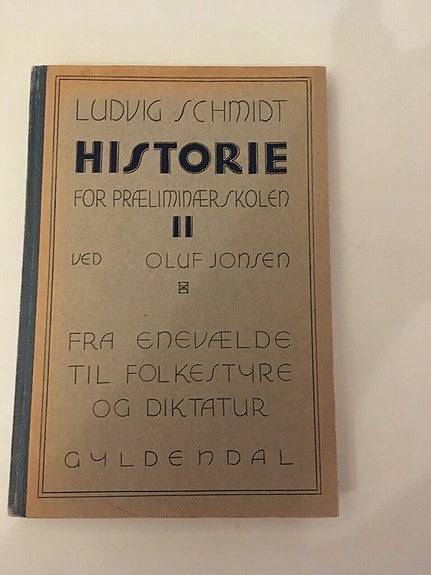 LUDVIG SCHMIDT
HISTORIE
FOR PRÆLIMINÆRSKOLEN
II
VED OLUF JONSEN
FRA ENEVÆLDE
TIL FOLKESTYRE
OG DIKTATUR
GYLDENDAL